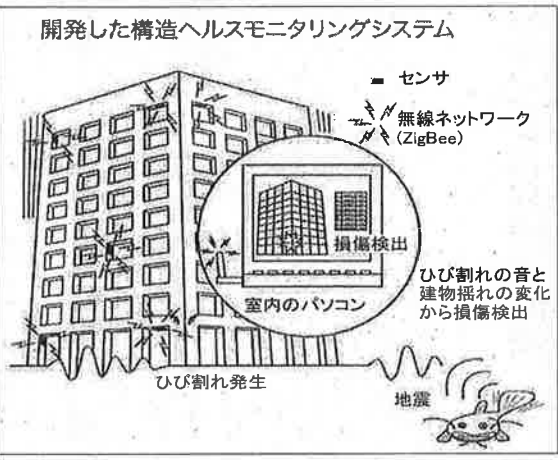 開発した構造ヘルスモニタリングシステム
センサ
無線ネットワーク
(ZigBee)
損傷検出
室内のパソコン
ひび割れの音と
建物揺れの変化
から損傷検出
ひび割れ発生
地震